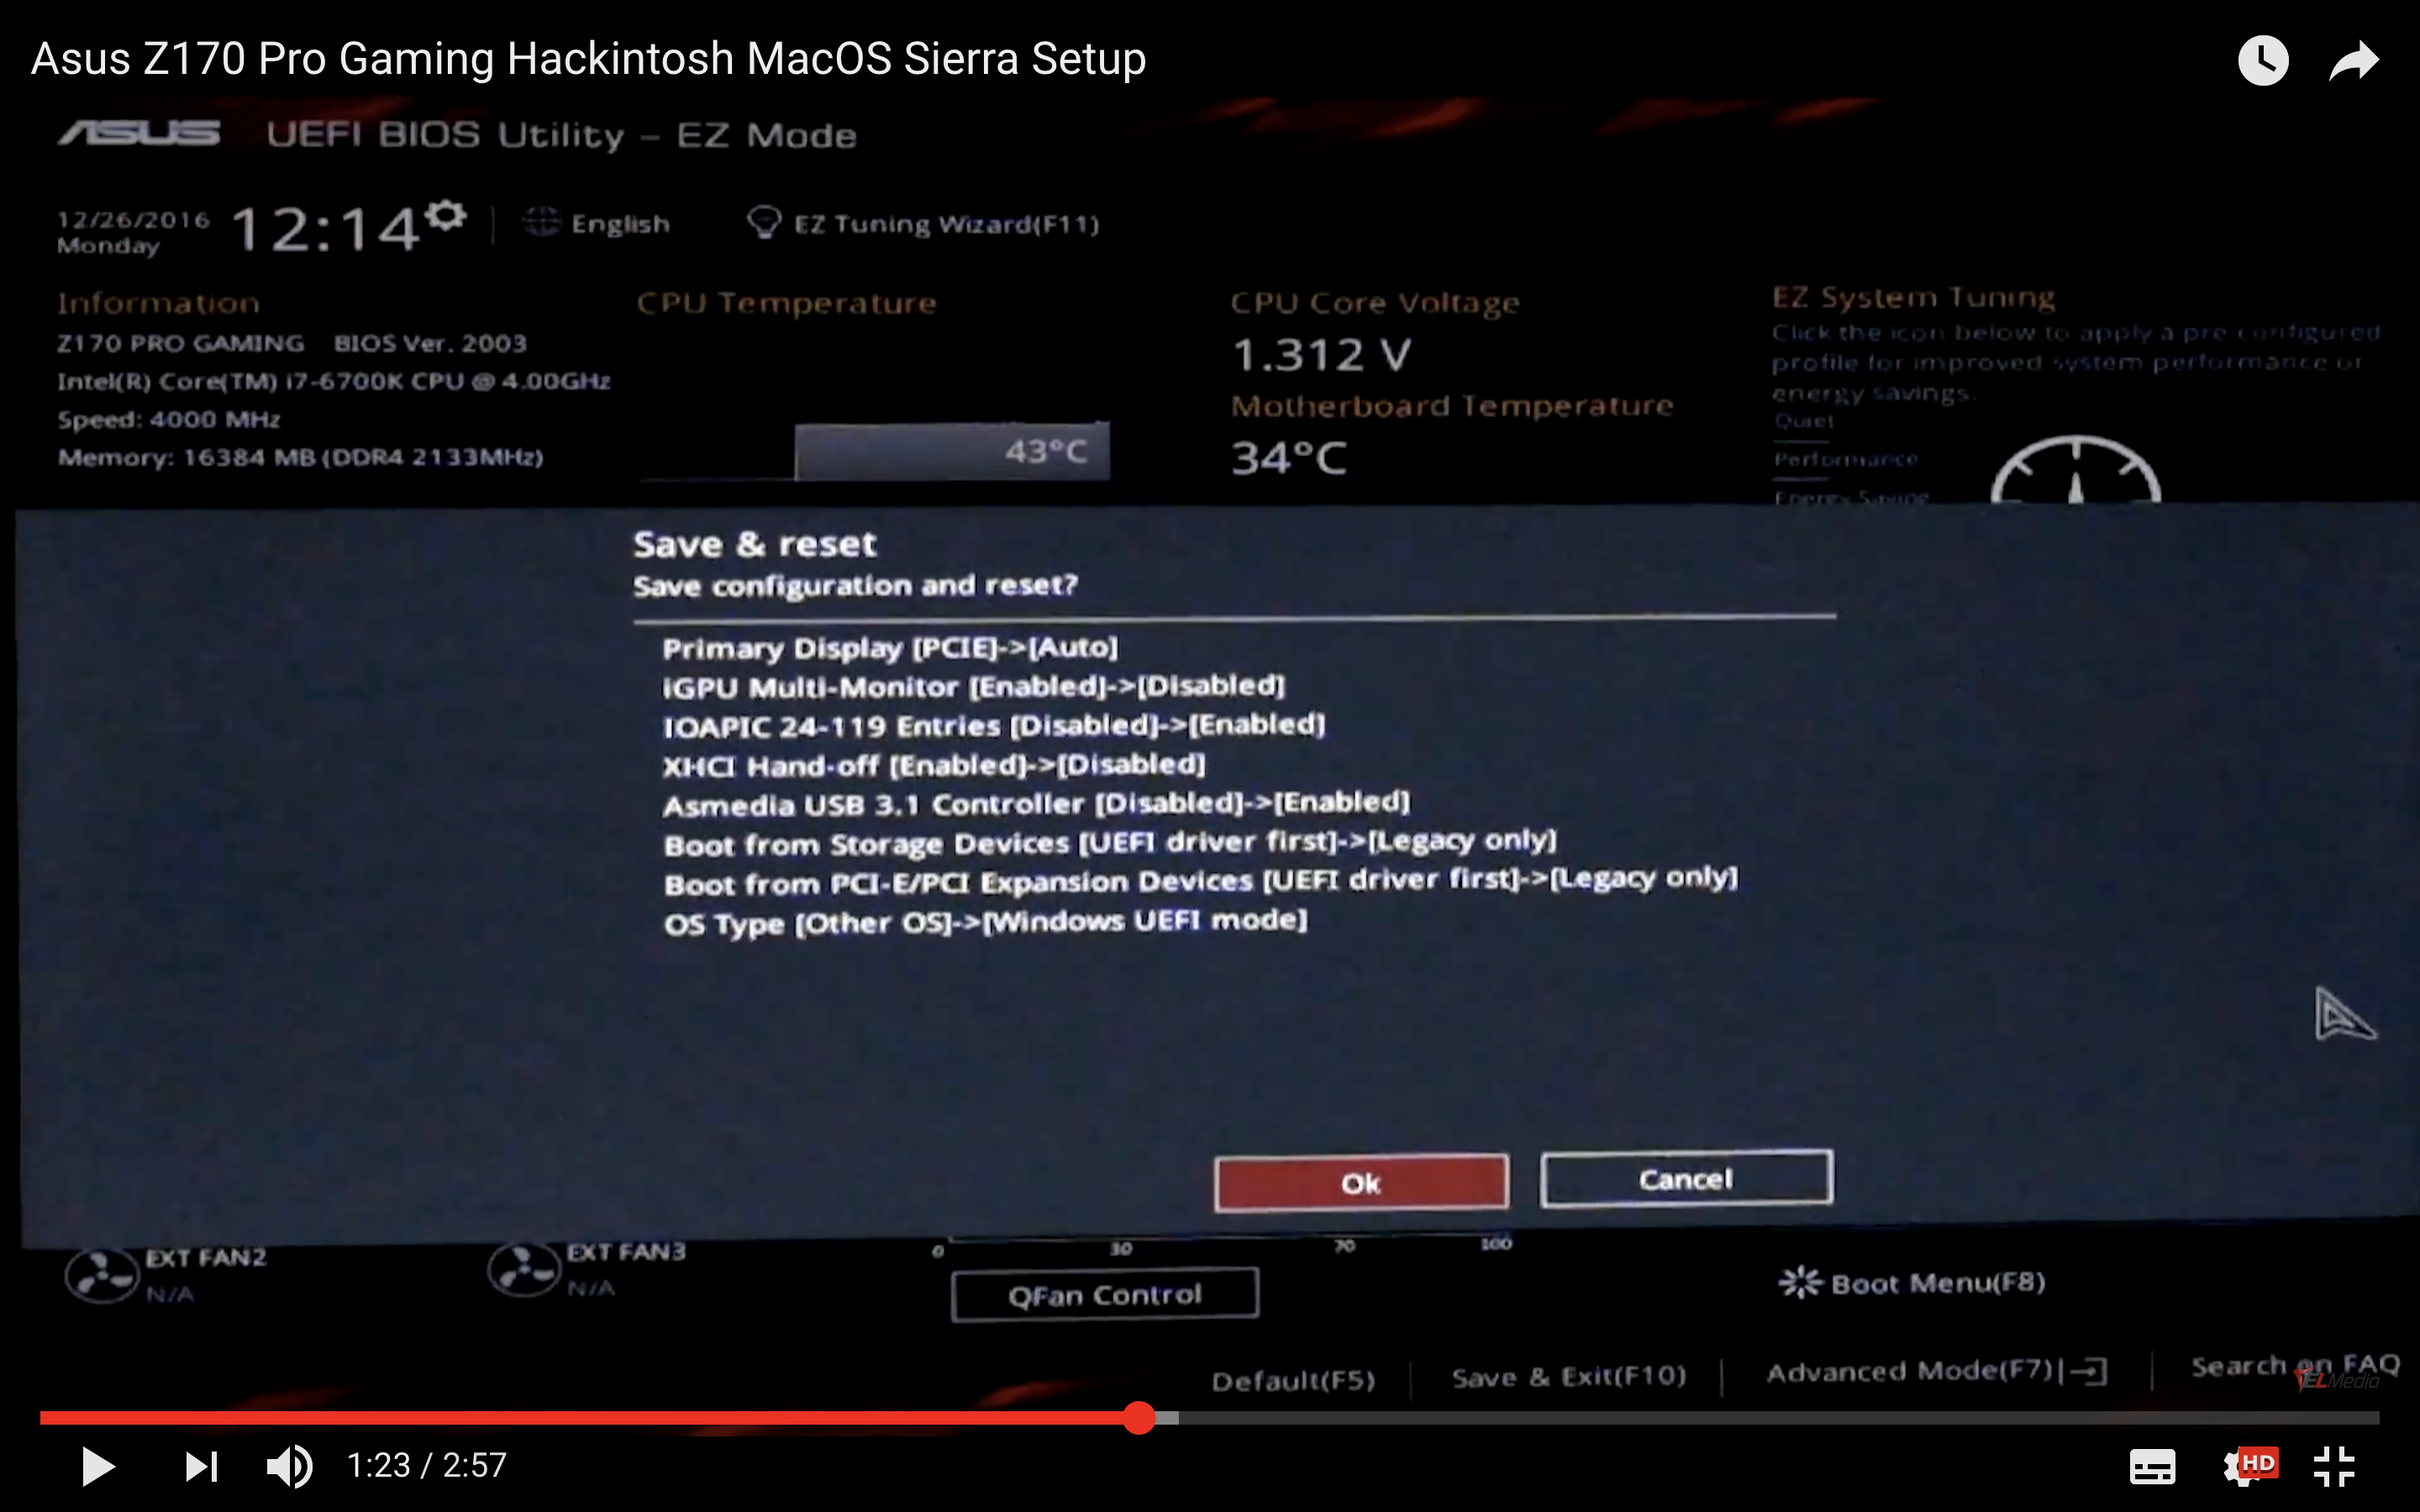 Asus Z170 Pro Gaming Hackintosh MacOS Sierra Setup
ASUS UEFI BIOS Utility – EZ Mode
12/26/2016
Monday
12:14
English
EZ Tuning Wizard(F11)
Information
Z170 PRO GAMING BIOS Ver. 2003
Intel(R) Core(TM) i7-6700K CPU @ 4.00GHz
Speed: 4000 MHz
Memory: 16384 MB (DDR4 2133MHz)
CPU Temperature
43°C
CPU Core Voltage
1.312 V
Motherboard Temperature
34°C
EZ System Tuning
Click the icon below to apply a pre-configured
profile for improved system performance or
energy savings.
Quiet
Performance
Energy Saving
Save & reset
Save configuration and reset?
Primary Display [PCIE]->[Auto]
iGPU Multi-Monitor [Enabled]->[Disabled]
IOAPIC 24-119 Entries [Disabled]->[Enabled]
XHCI Hand-off [Enabled]->[Disabled]
Asmedia USB 3.1 Controller [Disabled]->[Enabled]
Boot from Storage Devices [UEFI driver first]->[Legacy only]
Boot from PCI-E/PCI Expansion Devices [UEFI driver first]->[Legacy only]
OS Type [Other OS]->[Windows UEFI mode]
Ok
Cancel
EXT FAN2
N/A
EXT FAN3
N/A
0 30 70 100
QFan Control
Boot Menu(F8)
Default(F5)
Save & Exit(F10)
Advanced Mode(F7)
Search on FAQ
ELMedia
1:23 / 2:57
HD